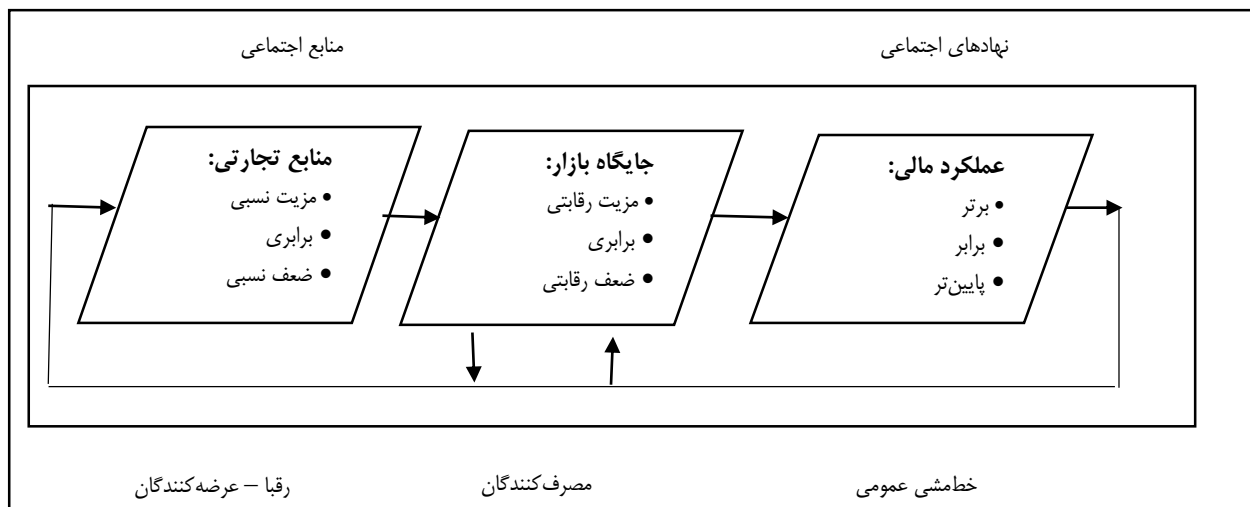 نهادهای اجتماعی
منابع اجتماعی
منابع تجارتی:
• مزیت نسبی
• برابری
• ضعف نسبی
جایگاه بازار:
• مزیت رقابتی
• برابری
• ضعف رقابتی
عملکرد مالی:
• برتر
• برابر
• پایین‌تر
خط‌مشی عمومی
مصرف‌کنندگان
رقبا – عرضه‌کنندگان